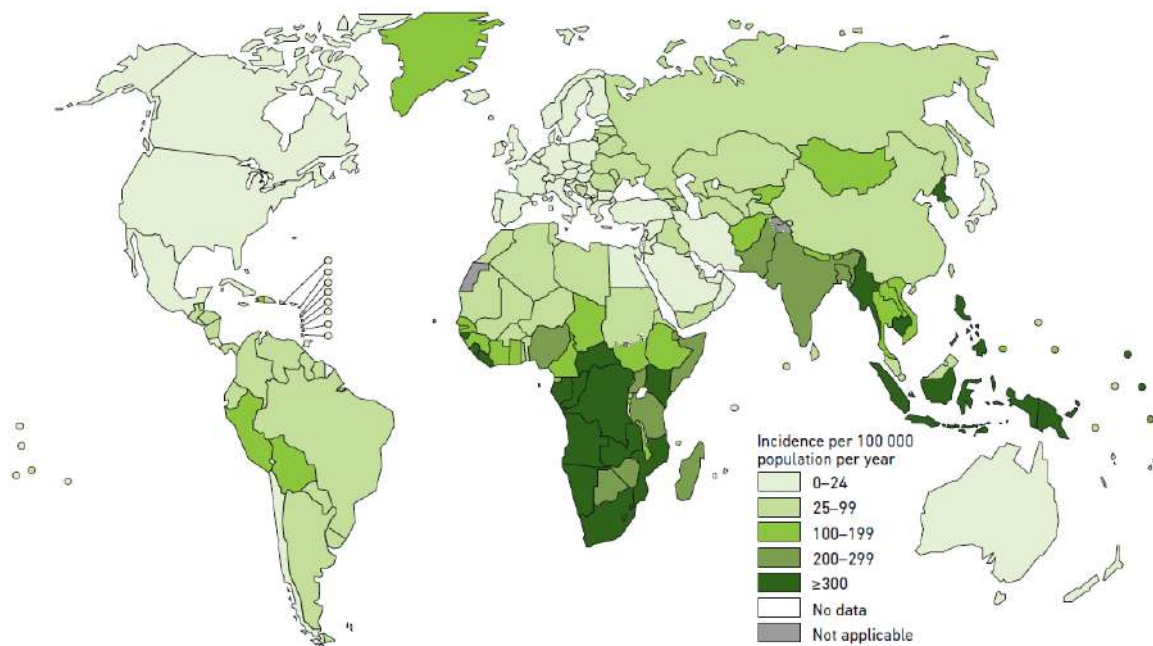 Incidence per 100 000
population per year
0–24
25–99
100–199
200–299
≥300
No data
Not applicable